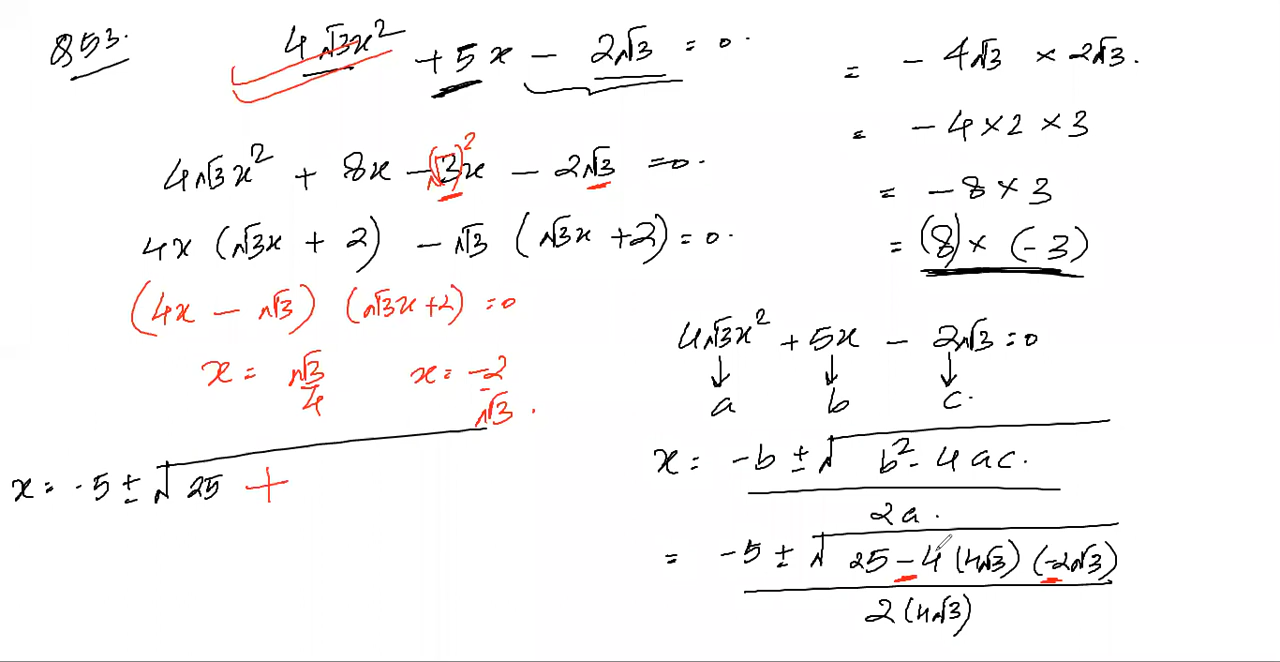 853.
4√3x² + 5x - 2√3 = 0.
4√3x² + 8x - (√3)²x - 2√3 = 0.
4x (√3x + 2) - √3 (√3x + 2) = 0.
(4x - √3) (√3x + 2) = 0
x = √3/4 x = -2/√3.
x = -5 ± √25 +
= - 4√3 × 2√3.
= - 4 × 2 × 3
= - 8 × 3
= (8) × (-3)
4√3x² + 5x - 2√3 = 0
↓ ↓ ↓
a b c.
x = -b ± √b² - 4ac.
2a.
= -5 ± √25 - 4 (4√3) (-2√3)
2 (4√3)